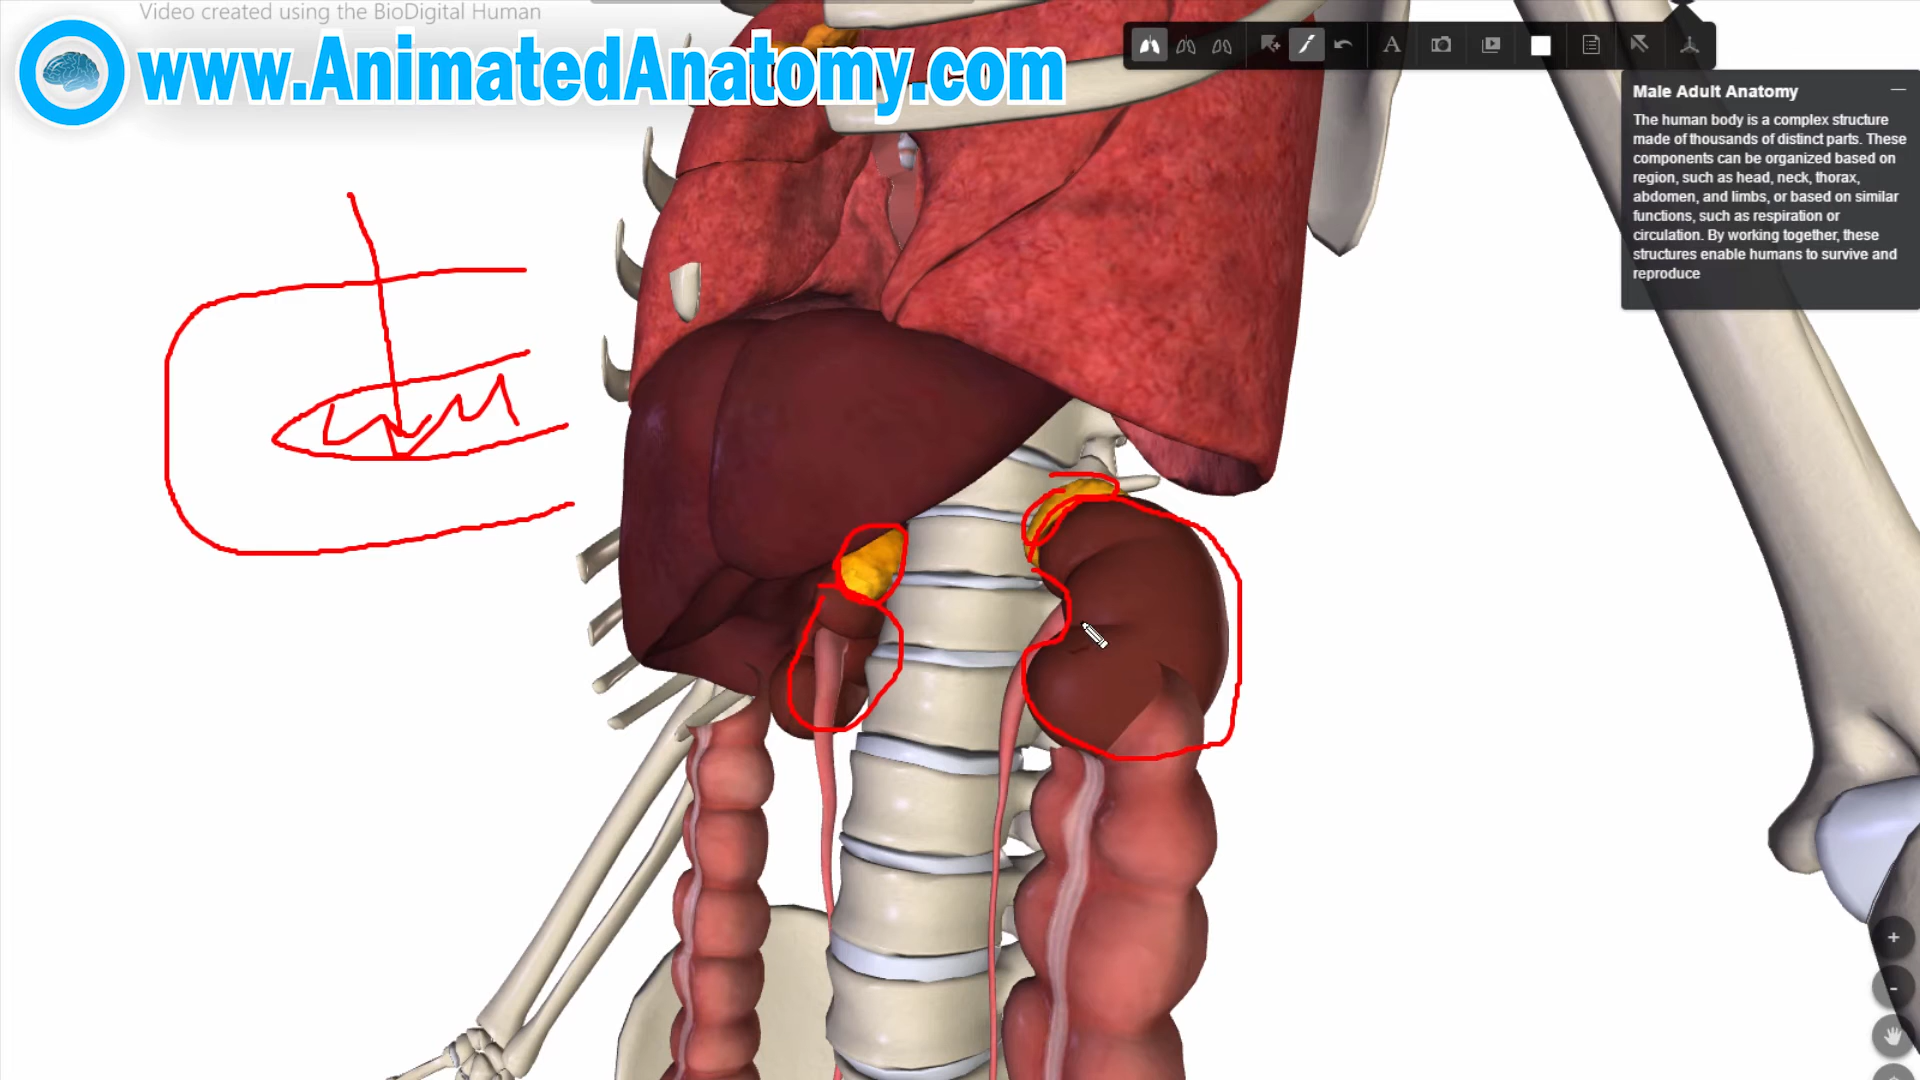 Video created using the BioDigital Human
www.AnimatedAnatomy.com
A
Male Adult Anatomy
The human body is a complex structure
made of thousands of distinct parts. These
components can be organized based on
region, such as head, neck, thorax,
abdomen, and limbs, or based on similar
functions, such as respiration or
circulation. By working together, these
structures enable humans to survive and
reproduce